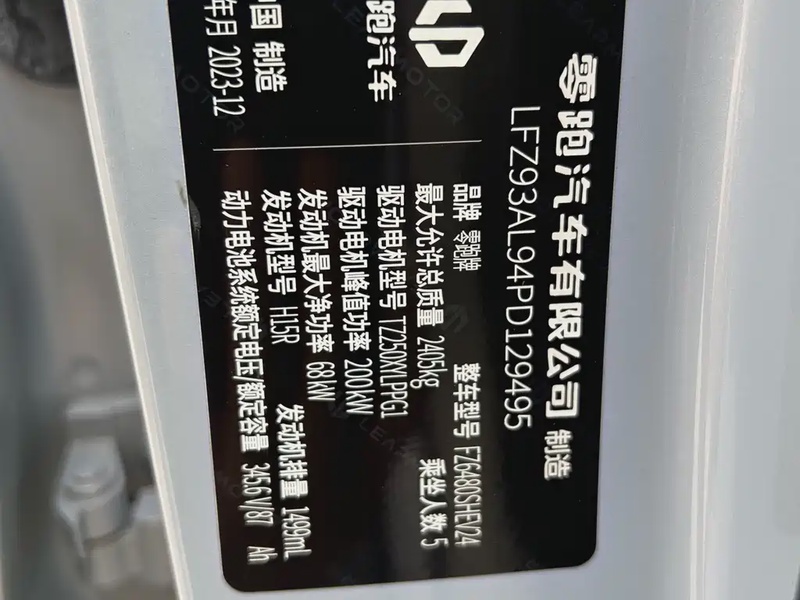 零跑汽车有限公司 制造
LFZ93AL94PD129495
品牌 零跑牌 整车型号 FZ6480SHEV24
最大允许总质量 2405kg 乘坐人数 5
驱动电机型号 TZ250XYLPPG1
驱动电机峰值功率 200kW
发动机最大净功率 68kW
发动机型号 H15R 发动机排量 1499mL
动力电池系统额定电压/额定容量 345.6V/87 Ah
跑汽车
国 制造
年月 2023-12